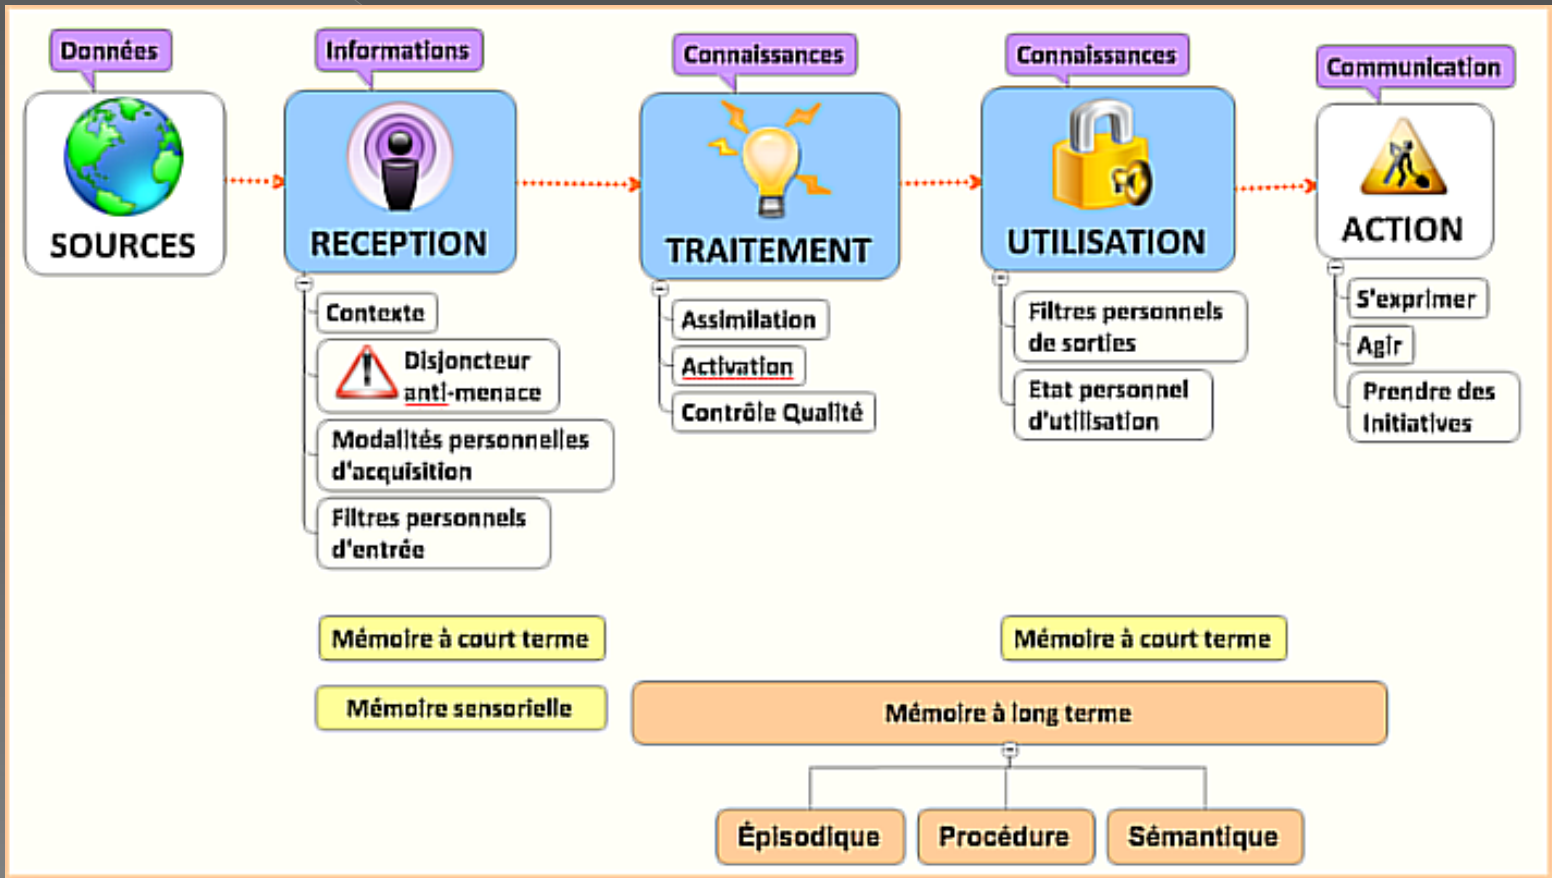 Données
Informations
Connaissances
Connaissances
Communication
SOURCES
RECEPTION
TRAITEMENT
UTILISATION
ACTION
Contexte
Disjoncteur
anti-menace
Modalités personnelles
d'acquisition
Filtres personnels
d'entrée
Assimilation
Activation
Contrôle Qualité
Filtres personnels
de sorties
Etat personnel
d'utilisation
S'exprimer
Agir
Prendre des
Initiatives
Mémoire à court terme
Mémoire à court terme
Mémoire sensorielle
Mémoire à long terme
Épisodique
Procédure
Sémantique